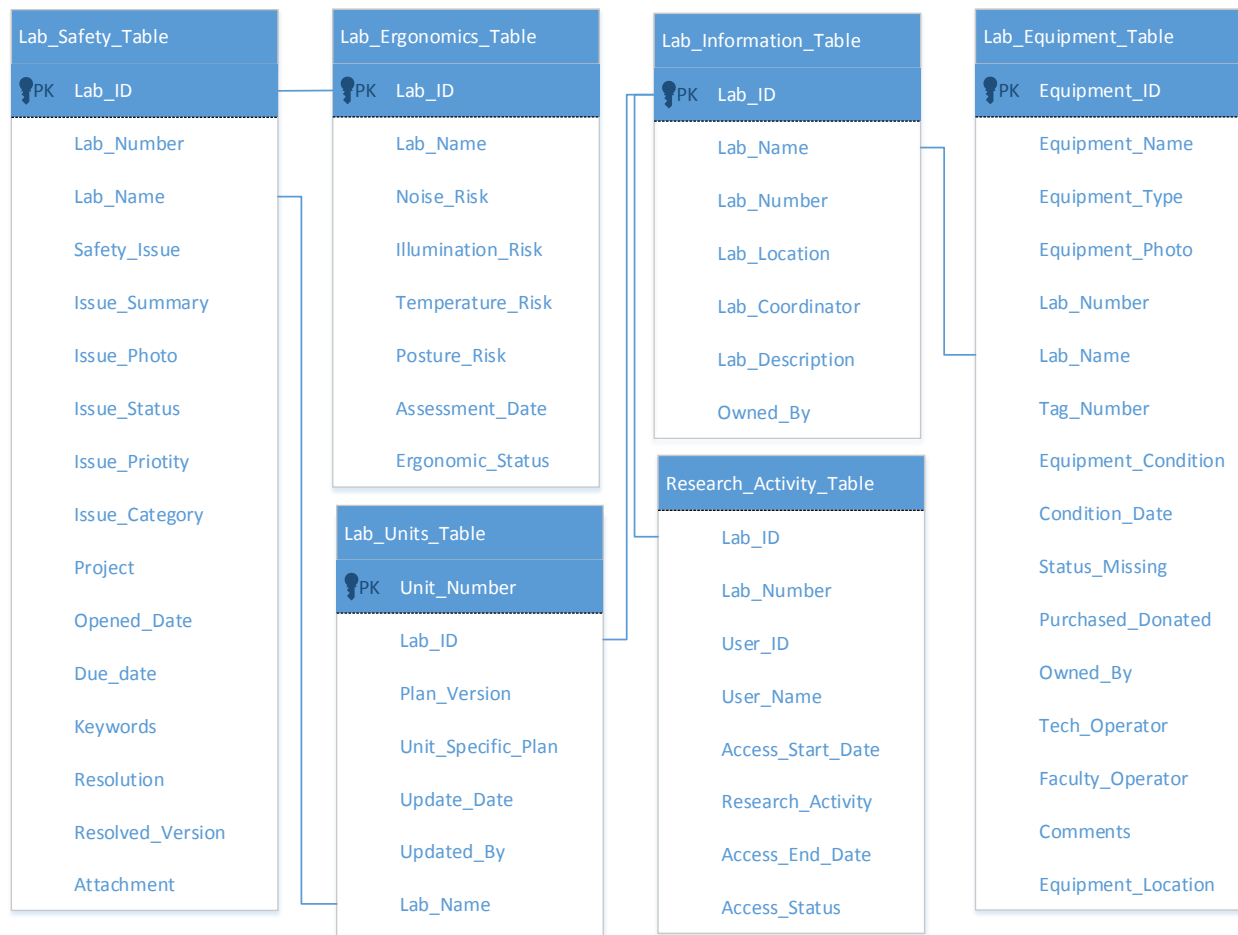 Lab_Safety_Table
PK Lab_ID
Lab_Number
Lab_Name
Safety_Issue
Issue_Summary
Issue_Photo
Issue_Status
Issue_Priotity
Issue_Category
Project
Opened_Date
Due_date
Keywords
Resolution
Resolved_Version
Attachment
Lab_Ergonomics_Table
PK Lab_ID
Lab_Name
Noise_Risk
Illumination_Risk
Temperature_Risk
Posture_Risk
Assessment_Date
Ergonomic_Status
Lab_Units_Table
PK Unit_Number
Lab_ID
Plan_Version
Unit_Specific_Plan
Update_Date
Updated_By
Lab_Name
Lab_Information_Table
PK Lab_ID
Lab_Name
Lab_Number
Lab_Location
Lab_Coordinator
Lab_Description
Owned_By
Research_Activity_Table
Lab_ID
Lab_Number
User_ID
User_Name
Access_Start_Date
Research_Activity
Access_End_Date
Access_Status
Lab_Equipment_Table
PK Equipment_ID
Equipment_Name
Equipment_Type
Equipment_Photo
Lab_Number
Lab_Name
Tag_Number
Equipment_Condition
Condition_Date
Status_Missing
Purchased_Donated
Owned_By
Tech_Operator
Faculty_Operator
Comments
Equipment_Location